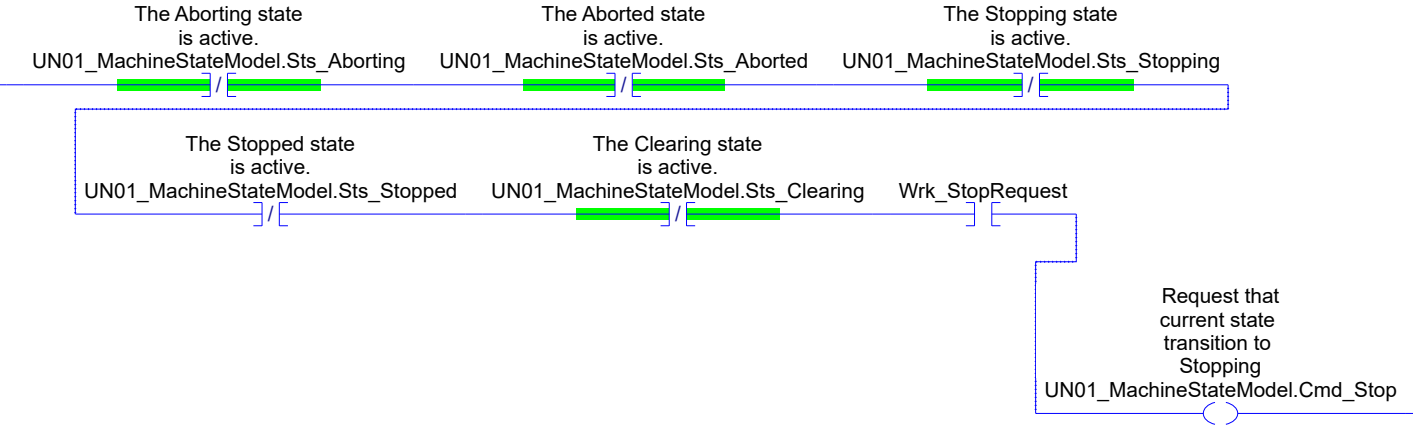 The Aborting state
is active.
UN01_MachineStateModel.Sts_Aborting
The Aborted state
is active.
UN01_MachineStateModel.Sts_Aborted
The Stopping state
is active.
UN01_MachineStateModel.Sts_Stopping
The Stopped state
is active.
UN01_MachineStateModel.Sts_Stopped
The Clearing state
is active.
UN01_MachineStateModel.Sts_Clearing
Wrk_StopRequest
Request that
current state
transition to
Stopping
UN01_MachineStateModel.Cmd_Stop